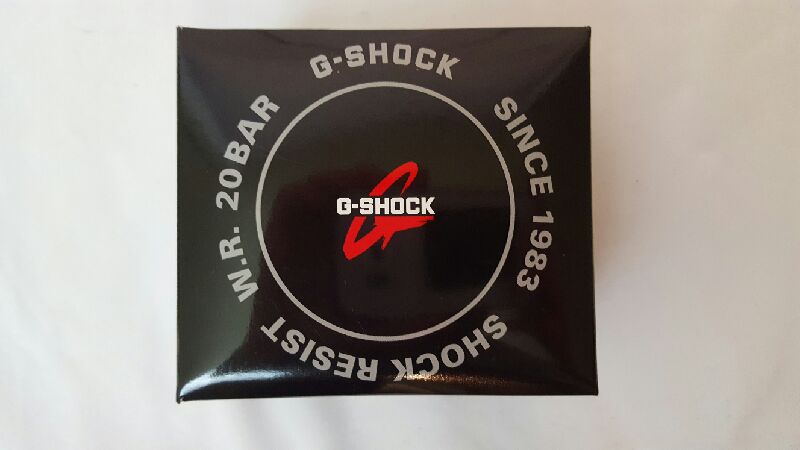 G-SHOCK
SINCE 1983
SHOCK RESIST
W.R. 20BAR
G-SHOCK